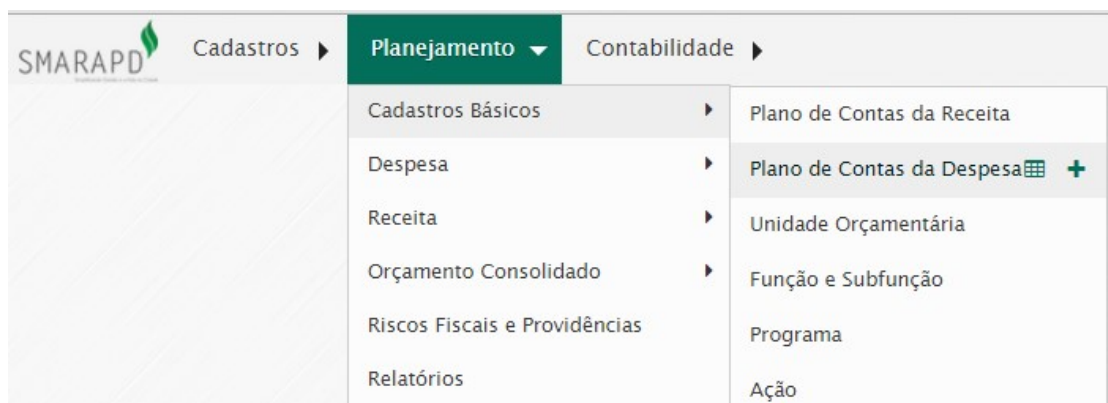 SMARAPD
Cadastros
Planejamento
Contabilidade
Cadastros Básicos
Despesa
Receita
Orçamento Consolidado
Riscos Fiscais e Providências
Relatórios
Plano de Contas da Receita
Plano de Contas da Despesa
Unidade Orçamentária
Função e Subfunção
Programa
Ação